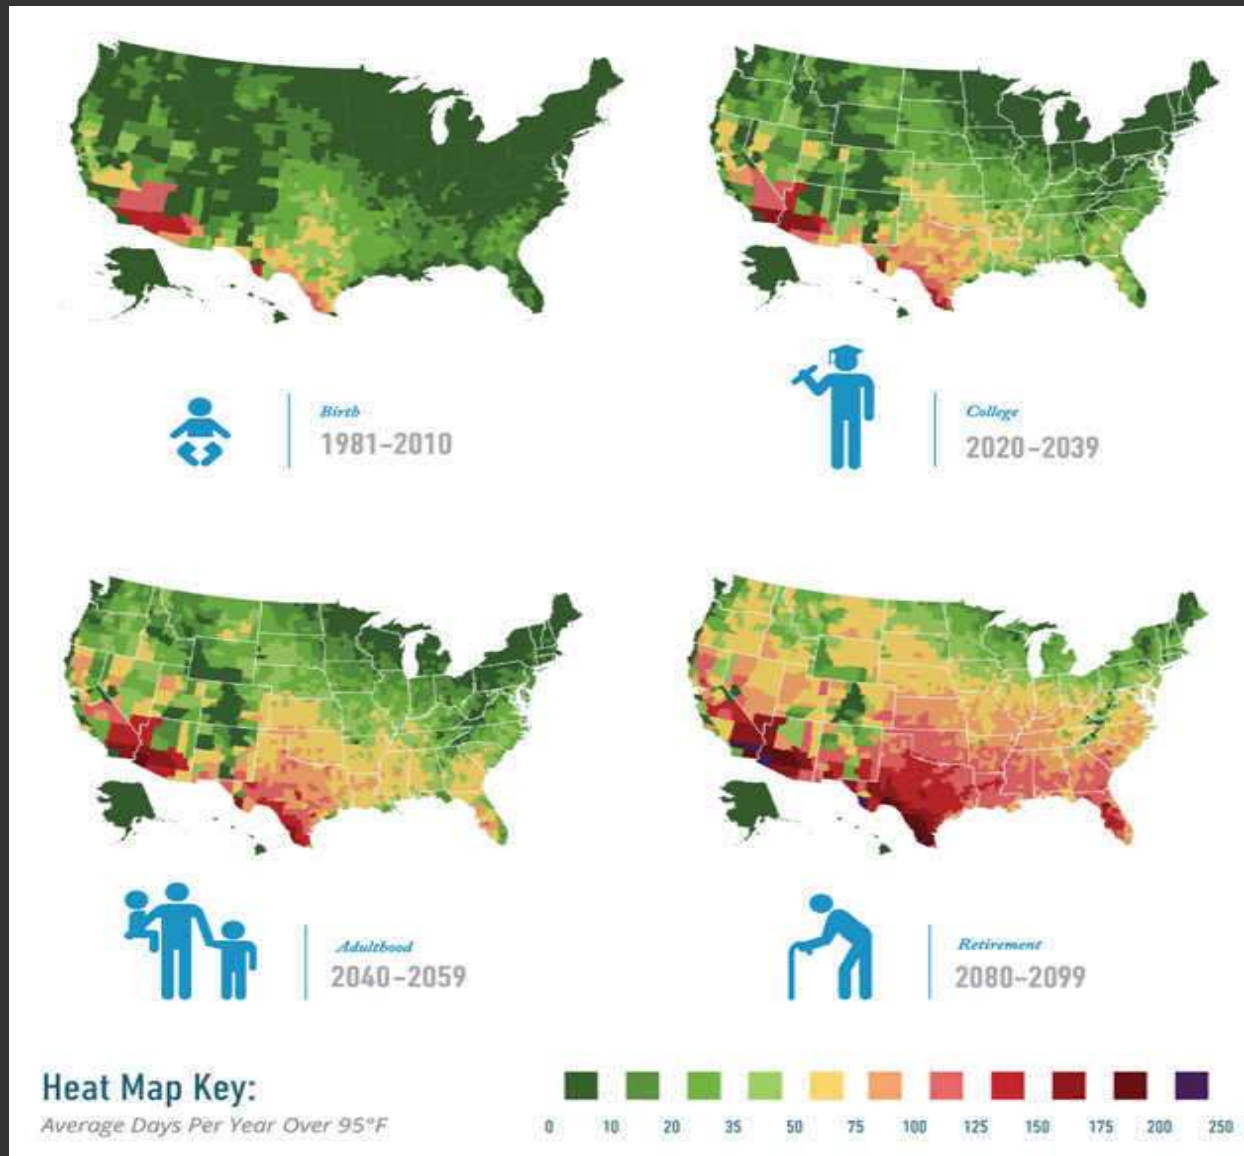 Birth
1981–2010
College
2020–2039
Adulthood
2040–2059
Retirement
2080–2099
Heat Map Key:
Average Days Per Year Over 95°F
0 10 20 35 50 75 100 125 150 175 200 250